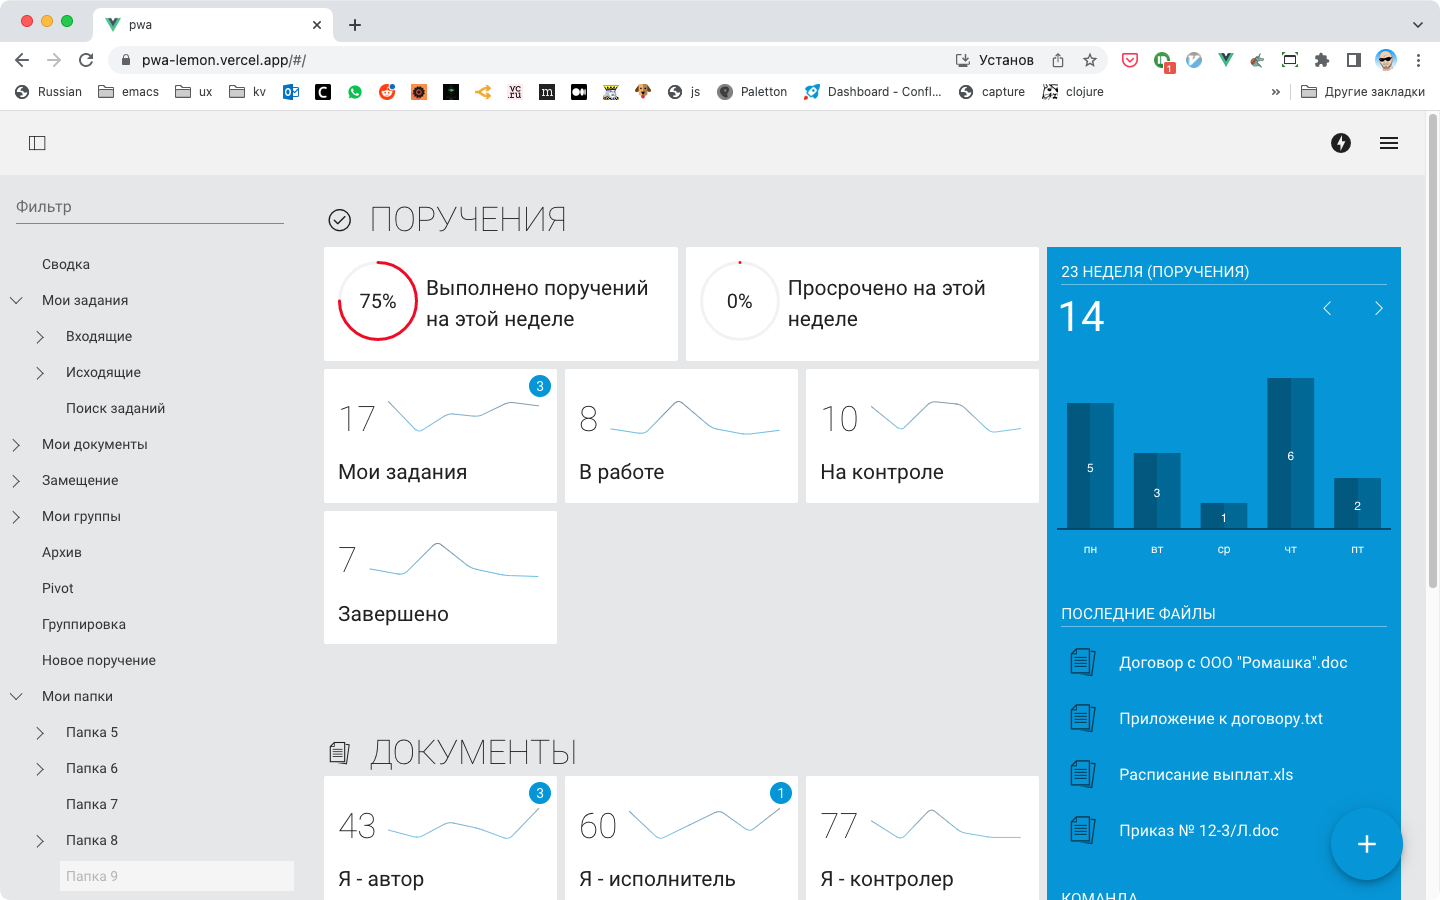 pwa
pwa-lemon.vercel.app/#/
Установ
1
Russian
emacs
ux
kv
js
Paletton
Dashboard - Confl...
capture
clojure
»
Другие закладки
Фильтр
Сводка
Мои задания
Входящие
Исходящие
Поиск заданий
Мои документы
Замещение
Мои группы
Архив
Pivot
Группировка
Новое поручение
Мои папки
Папка 5
Папка 6
Папка 7
Папка 8
Папка 9
ПОРУЧЕНИЯ
75%
Выполнено поручений
на этой неделе
0%
Просрочено на этой
неделе
3
17
Мои задания
8
В работе
10
На контроле
7
Завершено
ДОКУМЕНТЫ
3
43
Я - автор
1
60
Я - исполнитель
77
Я - контролер
23 НЕДЕЛЯ (ПОРУЧЕНИЯ)
14
5
3
1
6
2
пн
вт
ср
чт
пт
ПОСЛЕДНИЕ ФАЙЛЫ
Договор с ООО "Ромашка".doc
Приложение к договору.txt
Расписание выплат.xls
Приказ № 12-3/Л.doc
КОМАНДА